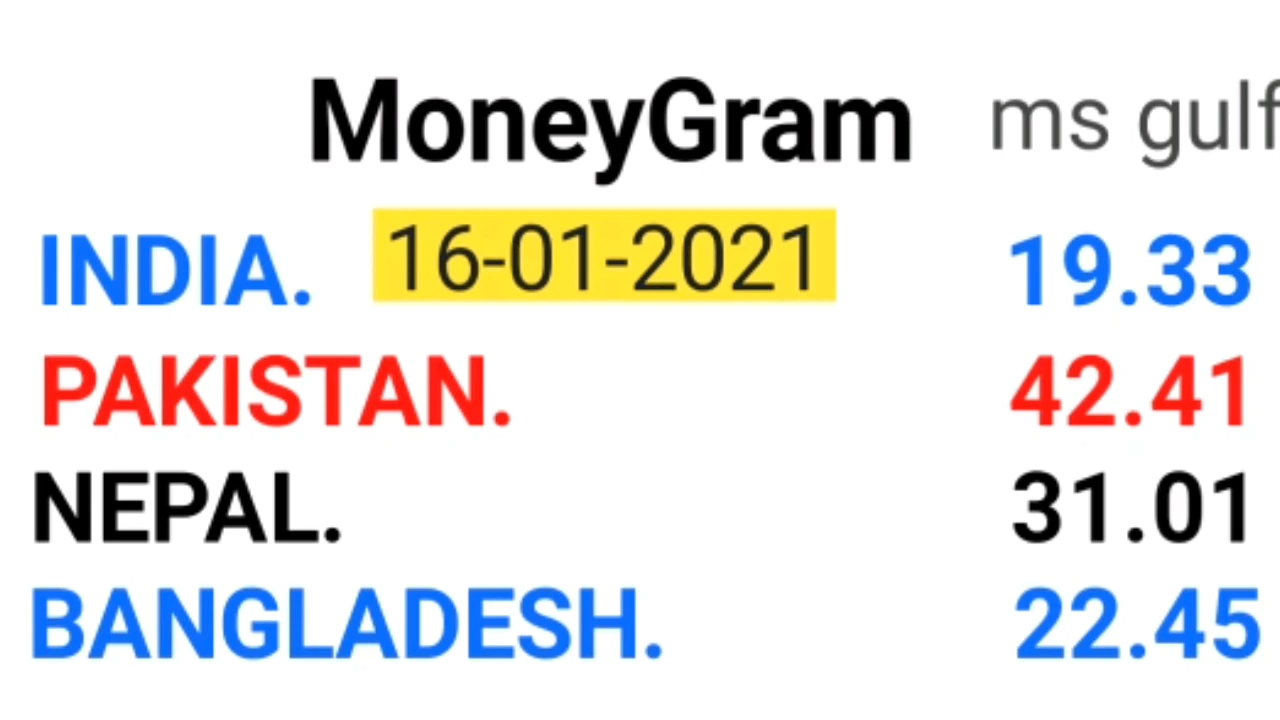 MoneyGram ms gulf
INDIA. 16-01-2021 19.33
PAKISTAN. 42.41
NEPAL. 31.01
BANGLADESH. 22.45